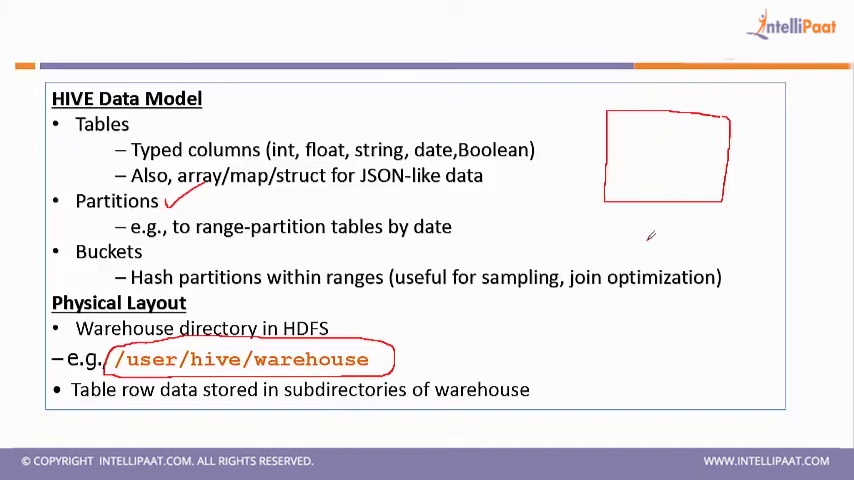 IntelliPaat
HIVE Data Model
• Tables
– Typed columns (int, float, string, date,Boolean)
– Also, array/map/struct for JSON-like data
• Partitions
– e.g., to range-partition tables by date
• Buckets
– Hash partitions within ranges (useful for sampling, join optimization)
Physical Layout
• Warehouse directory in HDFS
– e.g., /user/hive/warehouse
• Table row data stored in subdirectories of warehouse
© COPYRIGHT INTELLIPAAT.COM. ALL RIGHTS RESERVED.
WWW.INTELLIPAAT.COM